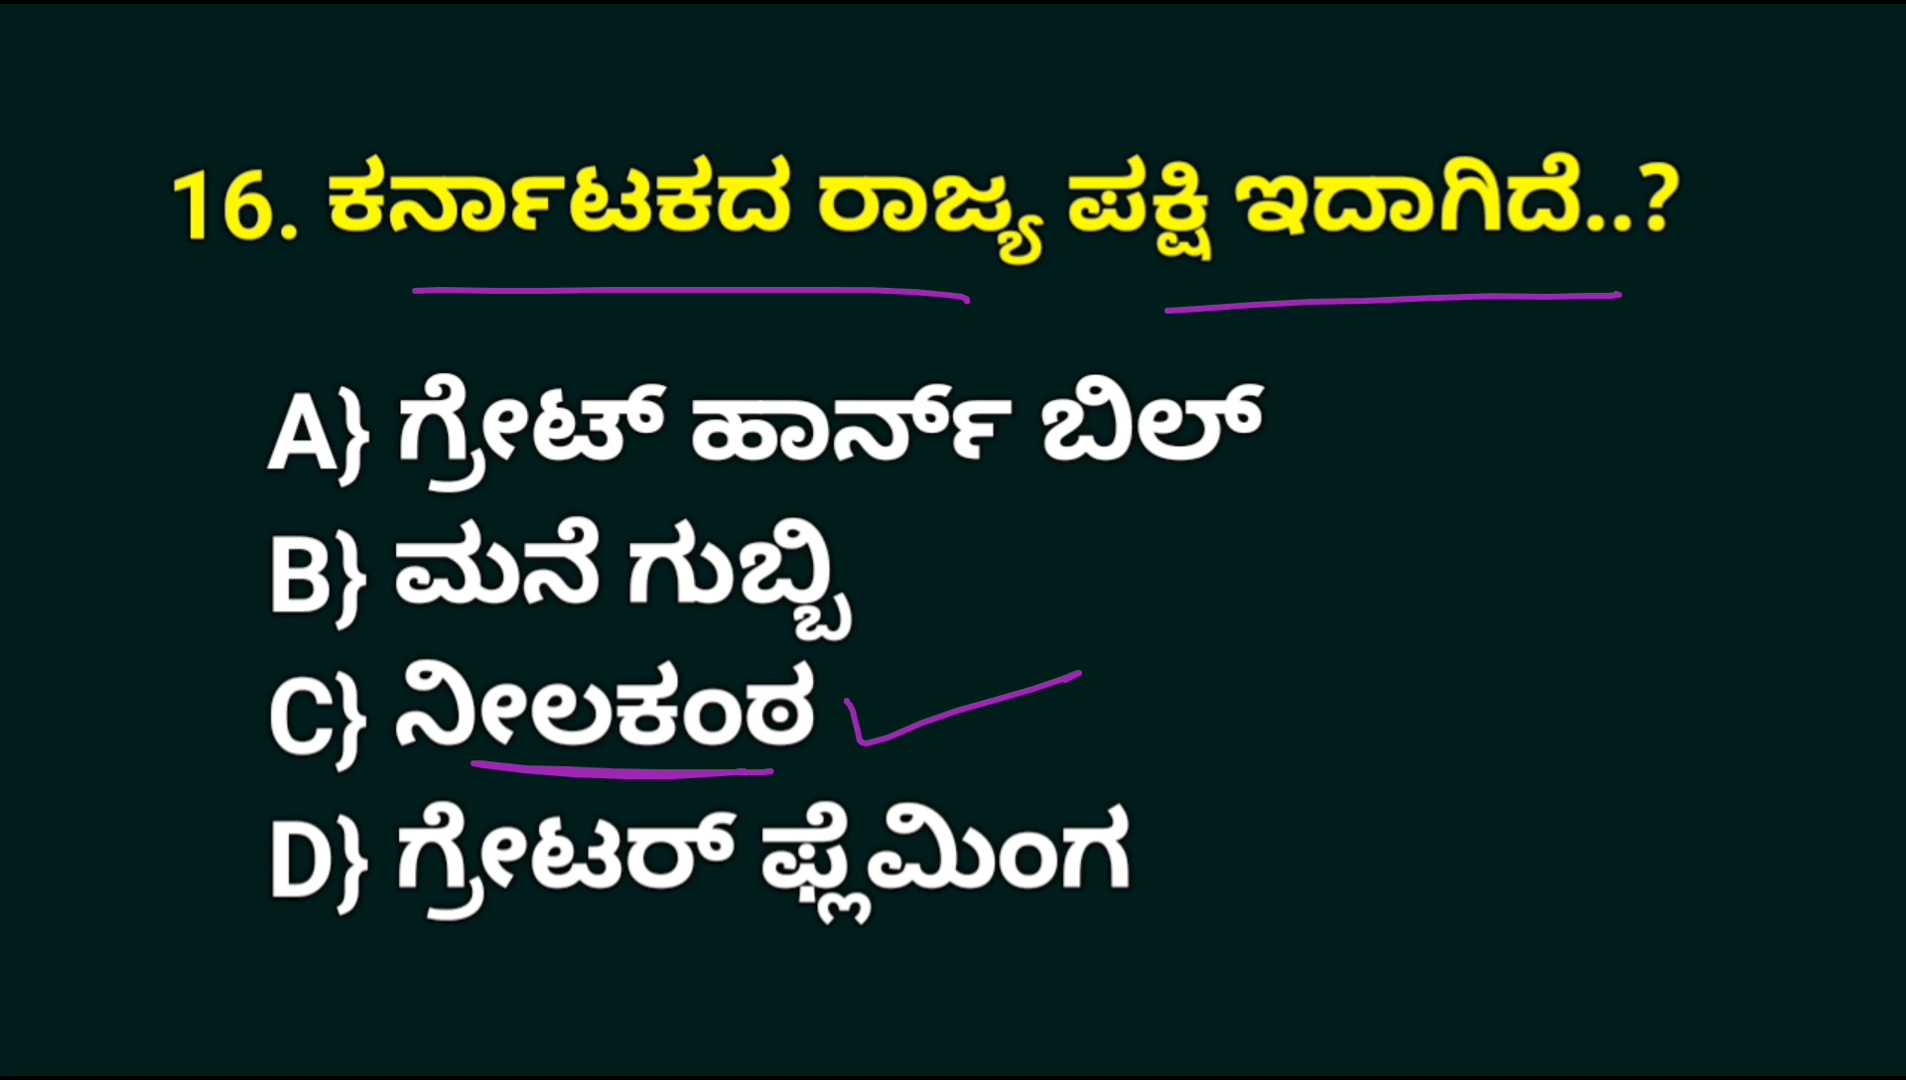 16. ಕರ್ನಾಟಕದ ರಾಜ್ಯ ಪಕ್ಷಿ ಇದಾಗಿದೆ..?
A} ಗ್ರೇಟ್ ಹಾರ್ನ್ ಬಿಲ್
B} ಮನೆ ಗುಬ್ಬಿ
C} ನೀಲಕಂಠ
D} ಗ್ರೇಟರ್ ಫ್ಲೆಮಿಂಗ